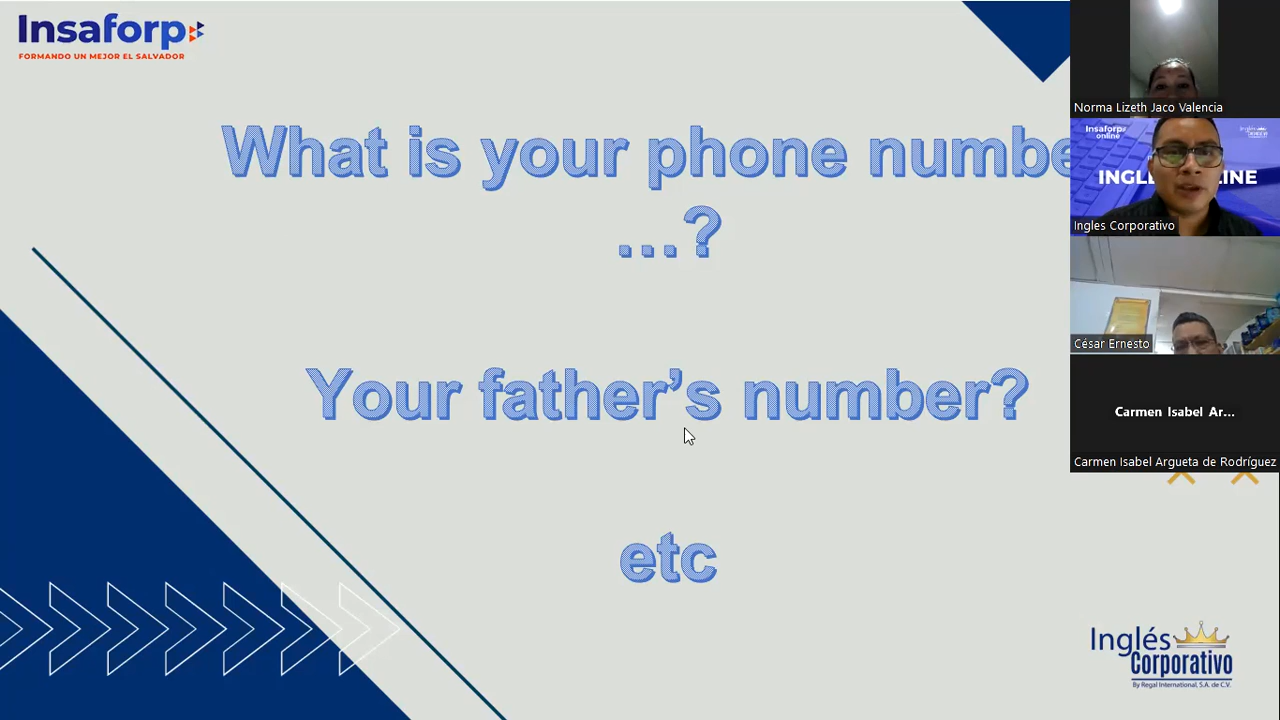 Insaforp
FORMANDO UN MEJOR EL SALVADOR
What is your phone numbe
...?
Your father's number?
etc
Norma Lizeth Jaco Valencia
Insaforp
online
INGL LINE
Ingles Corporativo
César Ernesto
Carmen Isabel Ar...
Carmen Isabel Argueta de Rodríguez
Inglés
Corporativo
By Regal International, S.A. de C.V.